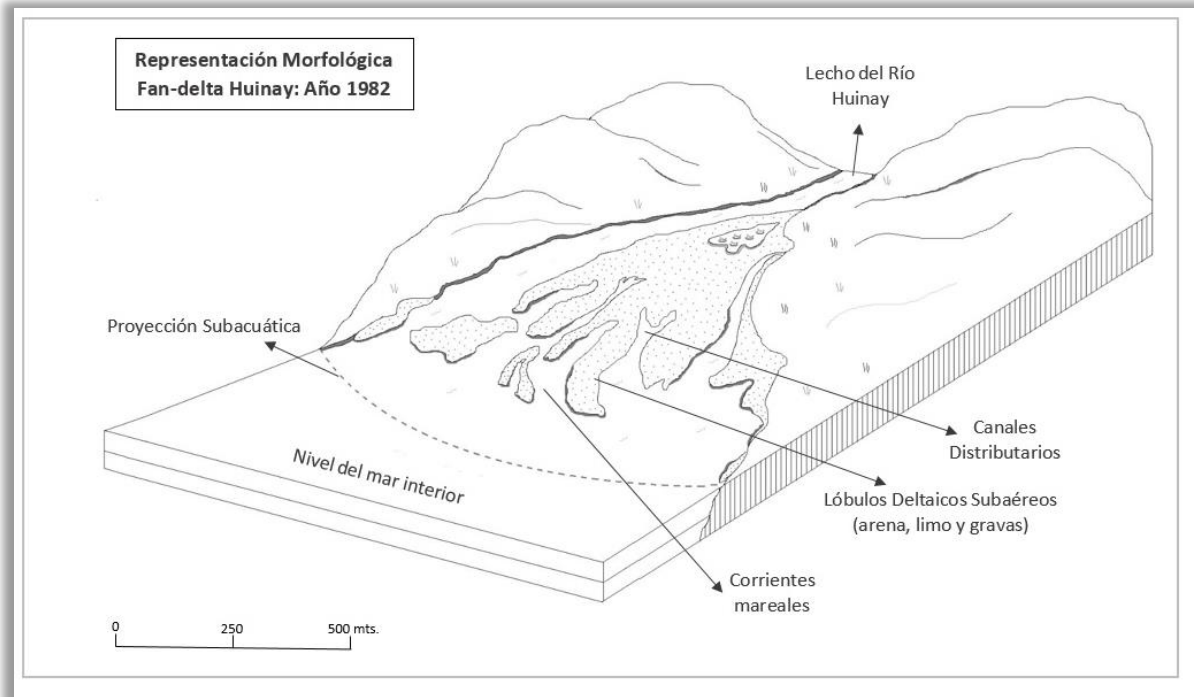 Representación Morfológica
Fan-delta Huinay: Año 1982
Lecho del Río
Huinay
Proyección Subacuática
Nivel del mar interior
Canales
Distributarios
Lóbulos Deltaicos Subaéreos
(arena, limo y gravas)
Corrientes
mareales
0 250 500 mts.